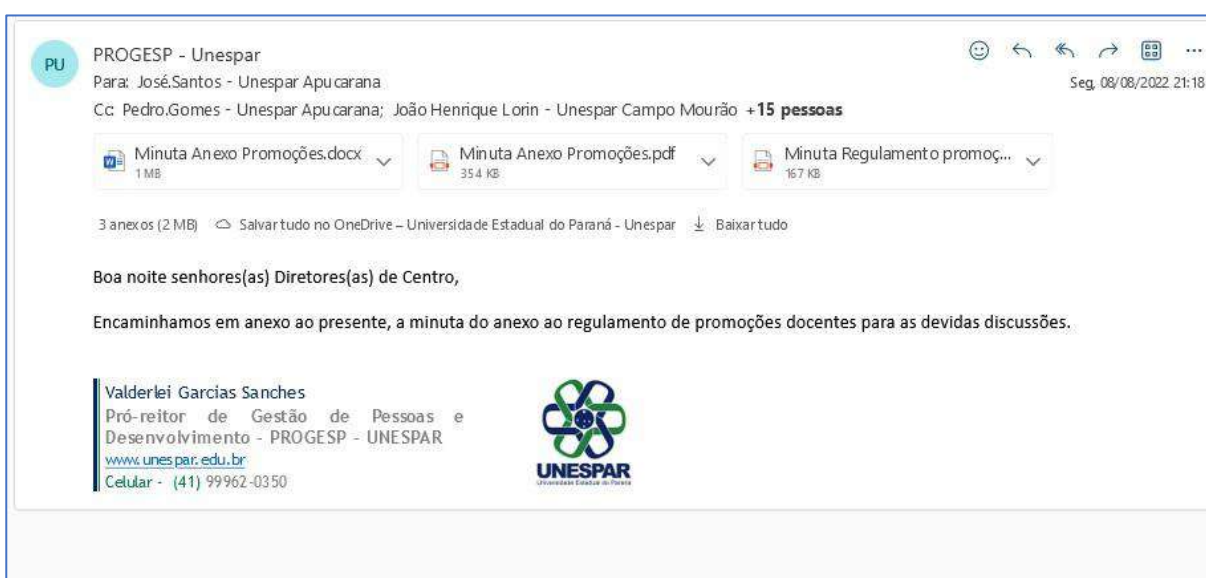 PU
PROGESP - Unespar
Para: José.Santos - Unespar Apucarana
Cc: Pedro.Gomes - Unespar Apucarana; João Henrique Lorin - Unespar Campo Mourão +15 pessoas
Seg, 08/08/2022 21:18
Minuta Anexo Promoções.docx
1 MB
Minuta Anexo Promoções.pdf
354 KB
Minuta Regulamento promoç...
167 KB
3 anexos (2 MB) Salvar tudo no OneDrive – Universidade Estadual do Paraná - Unespar Baixar tudo
Boa noite senhores(as) Diretores(as) de Centro,
Encaminhamos em anexo ao presente, a minuta do anexo ao regulamento de promoções docentes para as devidas discussões.
Valderlei Garcias Sanches
Pró-reitor de Gestão de Pessoas e
Desenvolvimento - PROGESP - UNESPAR
www.unespar.edu.br
Celular - (41) 99962-0350
UNESPAR
Universidade Estadual do Paraná